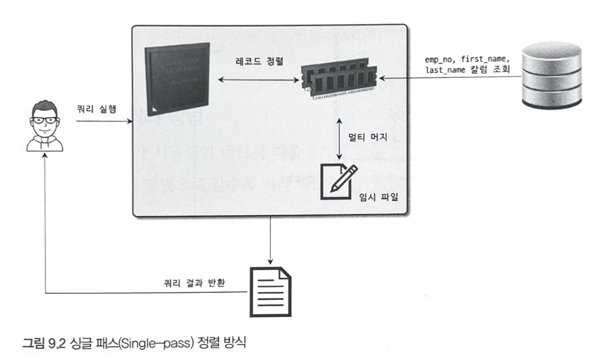 레코드 정렬
emp_no, first_name,
last_name 칼럼 조회
쿼리 실행
멀티 머지
임시 파일
쿼리 결과 반환
그림 9.2 싱글 패스(Single-pass) 정렬 방식